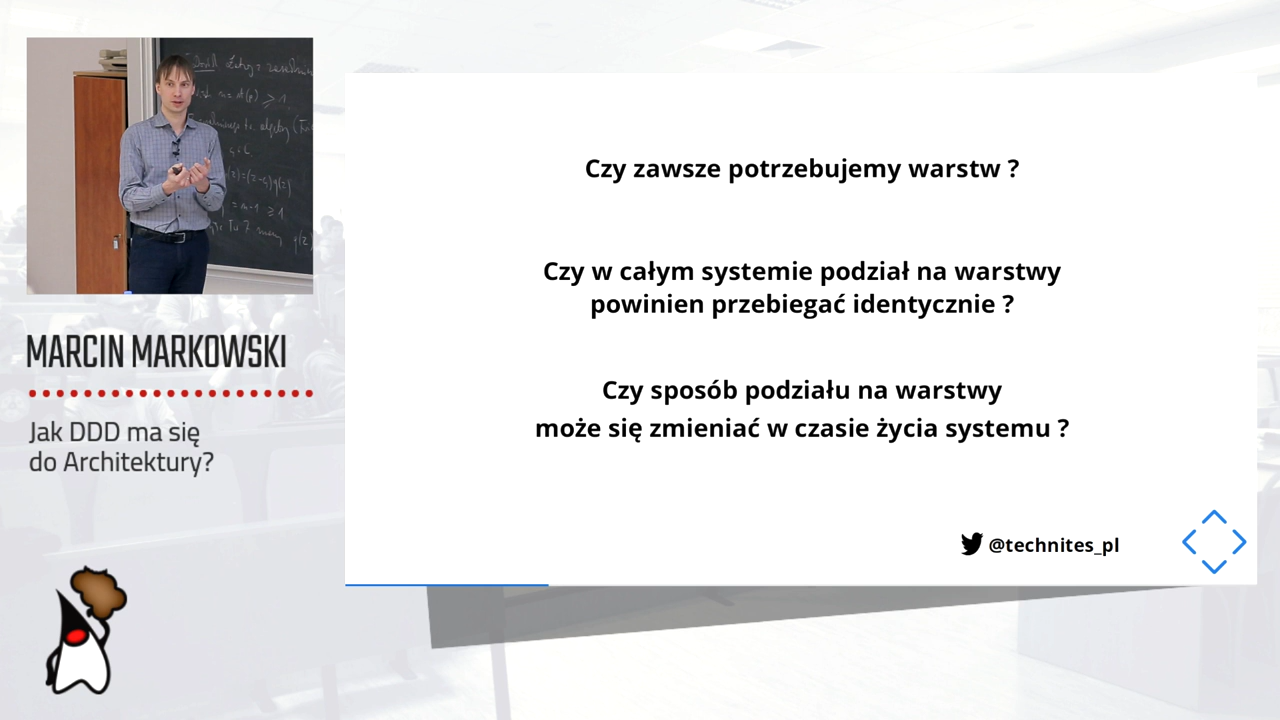 MARCIN MARKOWSKI
Jak DDD ma się
do Architektury?
Czy zawsze potrzebujemy warstw ?
Czy w całym systemie podział na warstwy
powinien przebiegać identycznie ?
Czy sposób podziału na warstwy
może się zmieniać w czasie życia systemu ?
@technites_pl